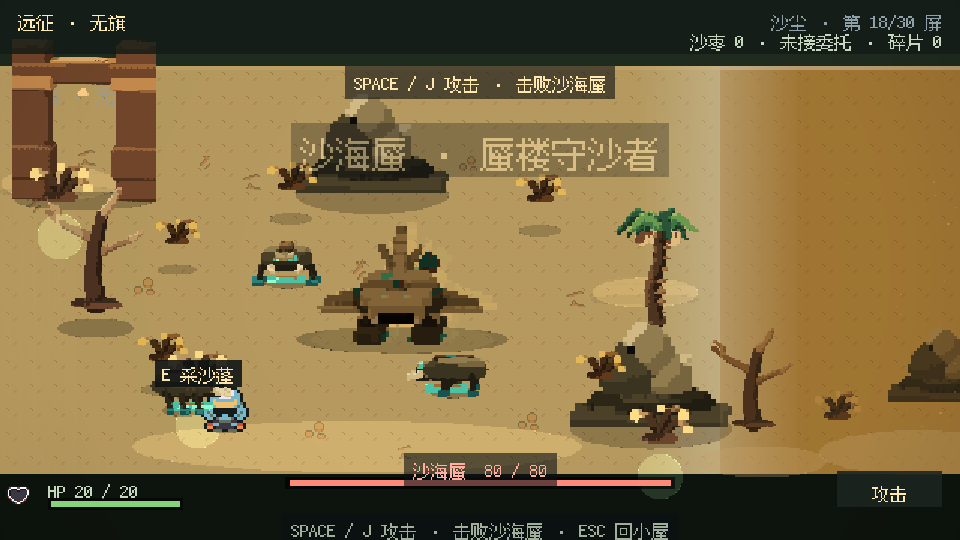 远征 · 无旗
沙尘 · 第 18/30 屏
沙枣 0 · 未接委托 · 碎片 0
SPACE / J 攻击 · 击败沙海蜃
沙海蜃 · 蜃楼守沙者
E 采沙蓬
沙海蜃 80 / 80
HP 20 / 20
攻击
SPACE / J 攻击 · 击败沙海蜃 · ESC 回小屋